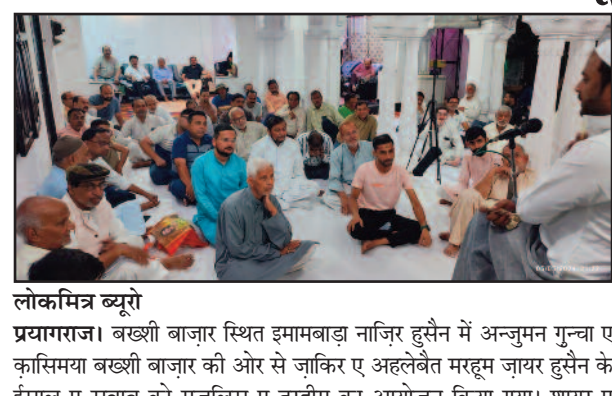 लोकमित्र ब्यूरो
प्रयागराज। बख्शी बाज़ार स्थित इमामबाड़ा नाज़िर हुसैन में अन्जुमन गुन्चा ए
क़ासिमया बख्शी बाज़ार की ओर से ज़ाकिर ए अहलेबैत मरहूम ज़ायर हुसैन के